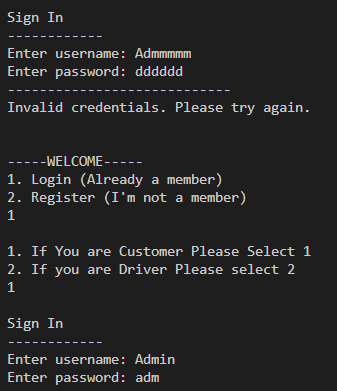 Sign In
------------
Enter username: Admmmmm
Enter password: dddddd
----------------------------
Invalid credentials. Please try again.
-----WELCOME-----
1. Login (Already a member)
2. Register (I'm not a member)
1
1. If You are Customer Please Select 1
2. If you are Driver Please select 2
1
Sign In
------------
Enter username: Admin
Enter password: adm